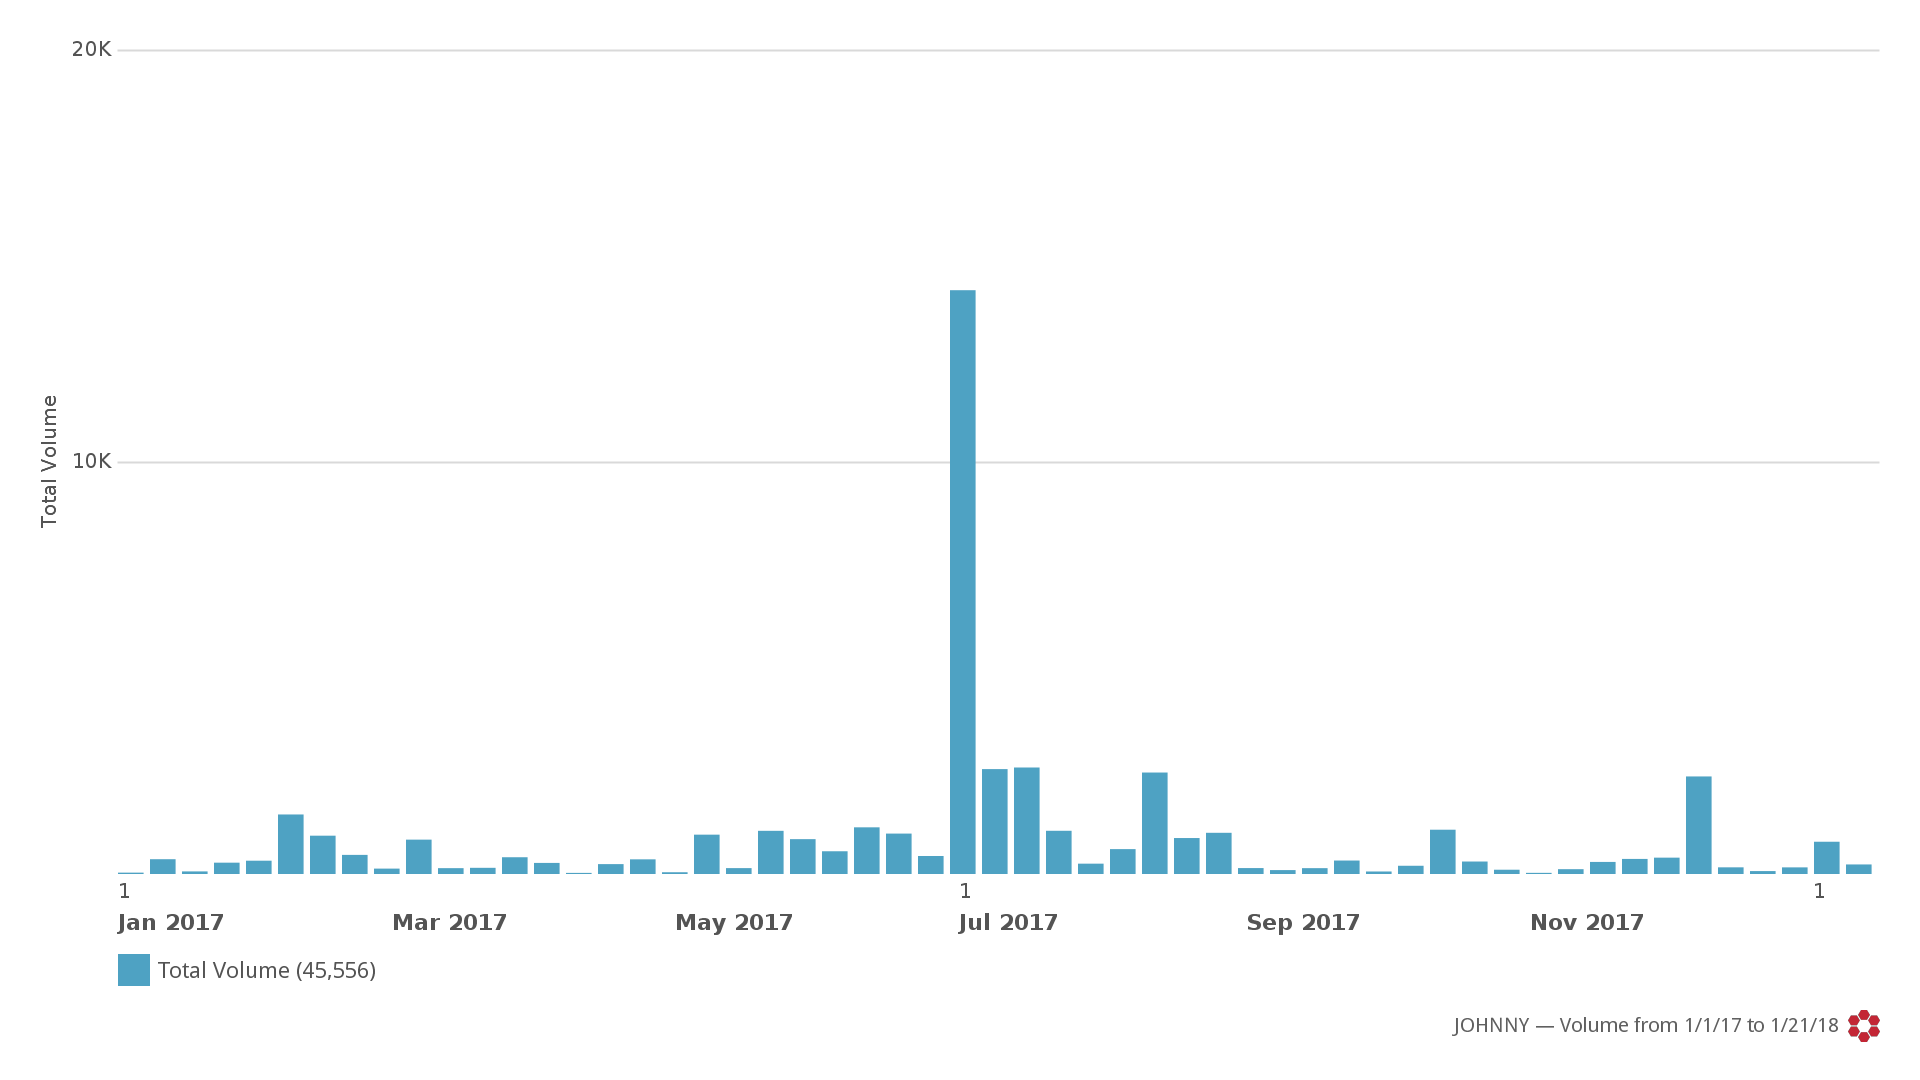 20K
10K
Total Volume
1 1 1
Jan 2017 Mar 2017 May 2017 Jul 2017 Sep 2017 Nov 2017
Total Volume (45,556)
JOHNNY — Volume from 1/1/17 to 1/21/18